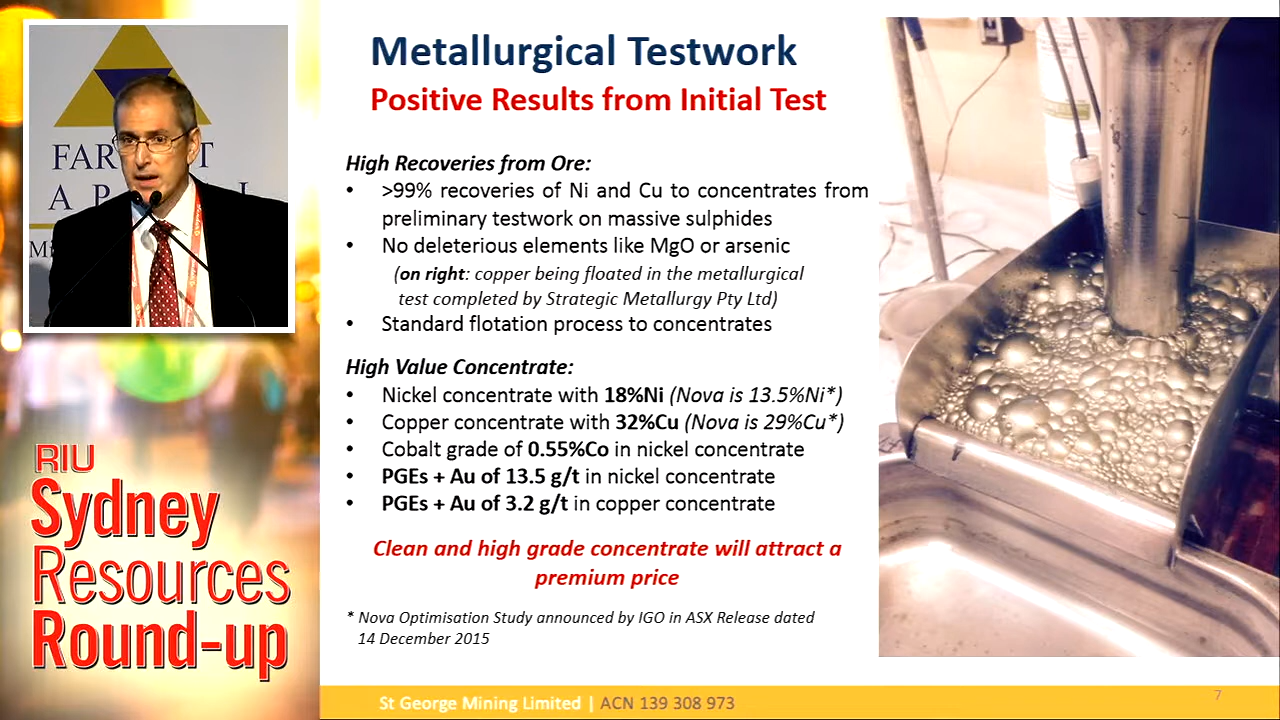 Metallurgical Testwork
Positive Results from Initial Test
High Recoveries from Ore:
• >99% recoveries of Ni and Cu to concentrates from
preliminary testwork on massive sulphides
• No deleterious elements like MgO or arsenic
(on right: copper being floated in the metallurgical
test completed by Strategic Metallurgy Pty Ltd)
• Standard flotation process to concentrates
High Value Concentrate:
• Nickel concentrate with 18%Ni (Nova is 13.5%Ni*)
• Copper concentrate with 32%Cu (Nova is 29%Cu*)
• Cobalt grade of 0.55%Co in nickel concentrate
• PGEs + Au of 13.5 g/t in nickel concentrate
• PGEs + Au of 3.2 g/t in copper concentrate
Clean and high grade concentrate will attract a
premium price
* Nova Optimisation Study announced by IGO in ASX Release dated
14 December 2015
St George Mining Limited | ACN 139 308 973
7
RIU
Sydney
Resources
Round-up